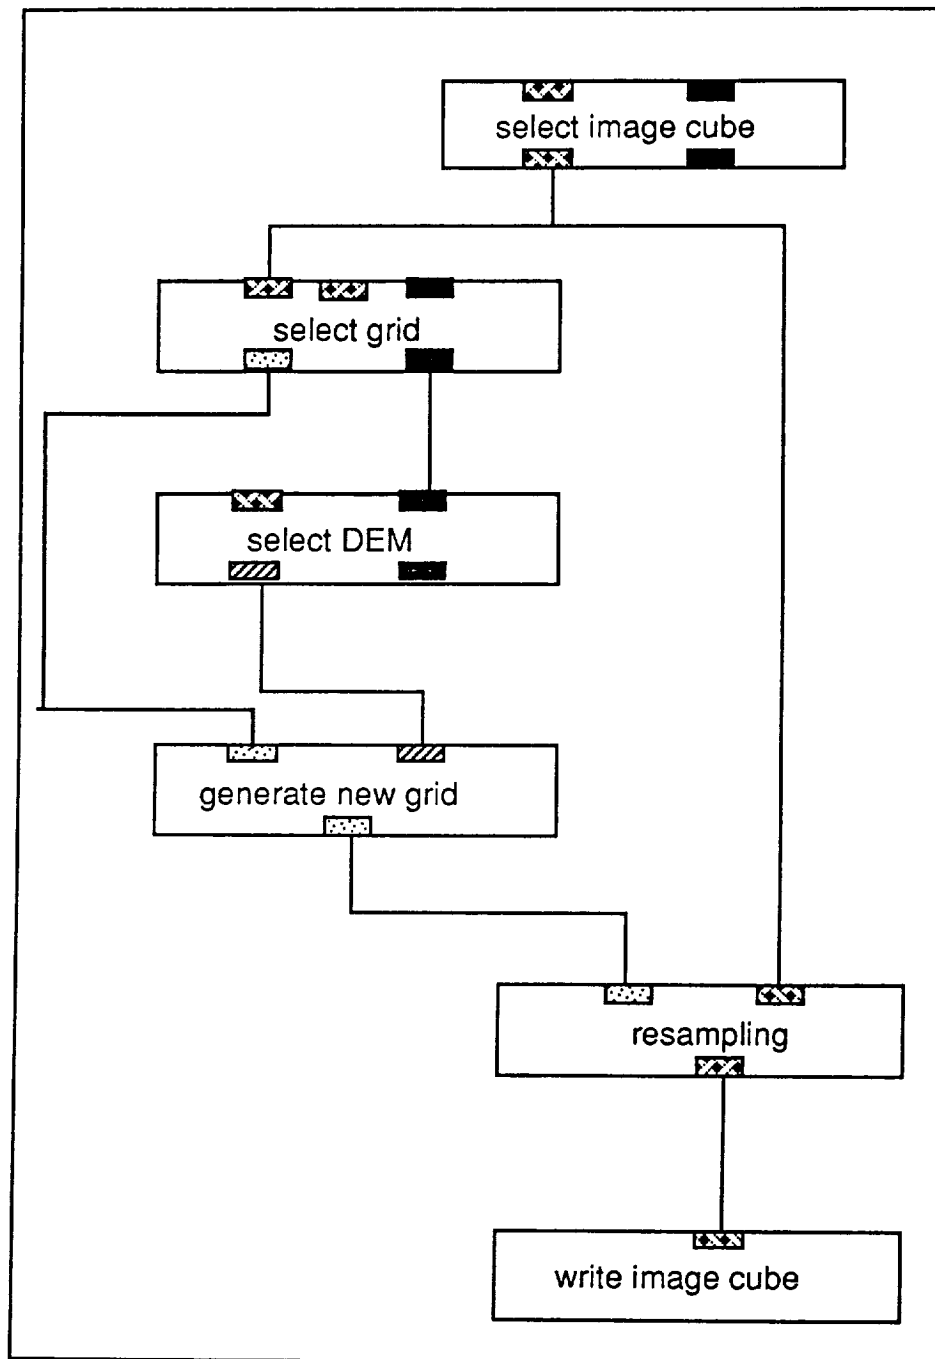 select image cube
select grid
select DEM
generate new grid
resampling
write image cube